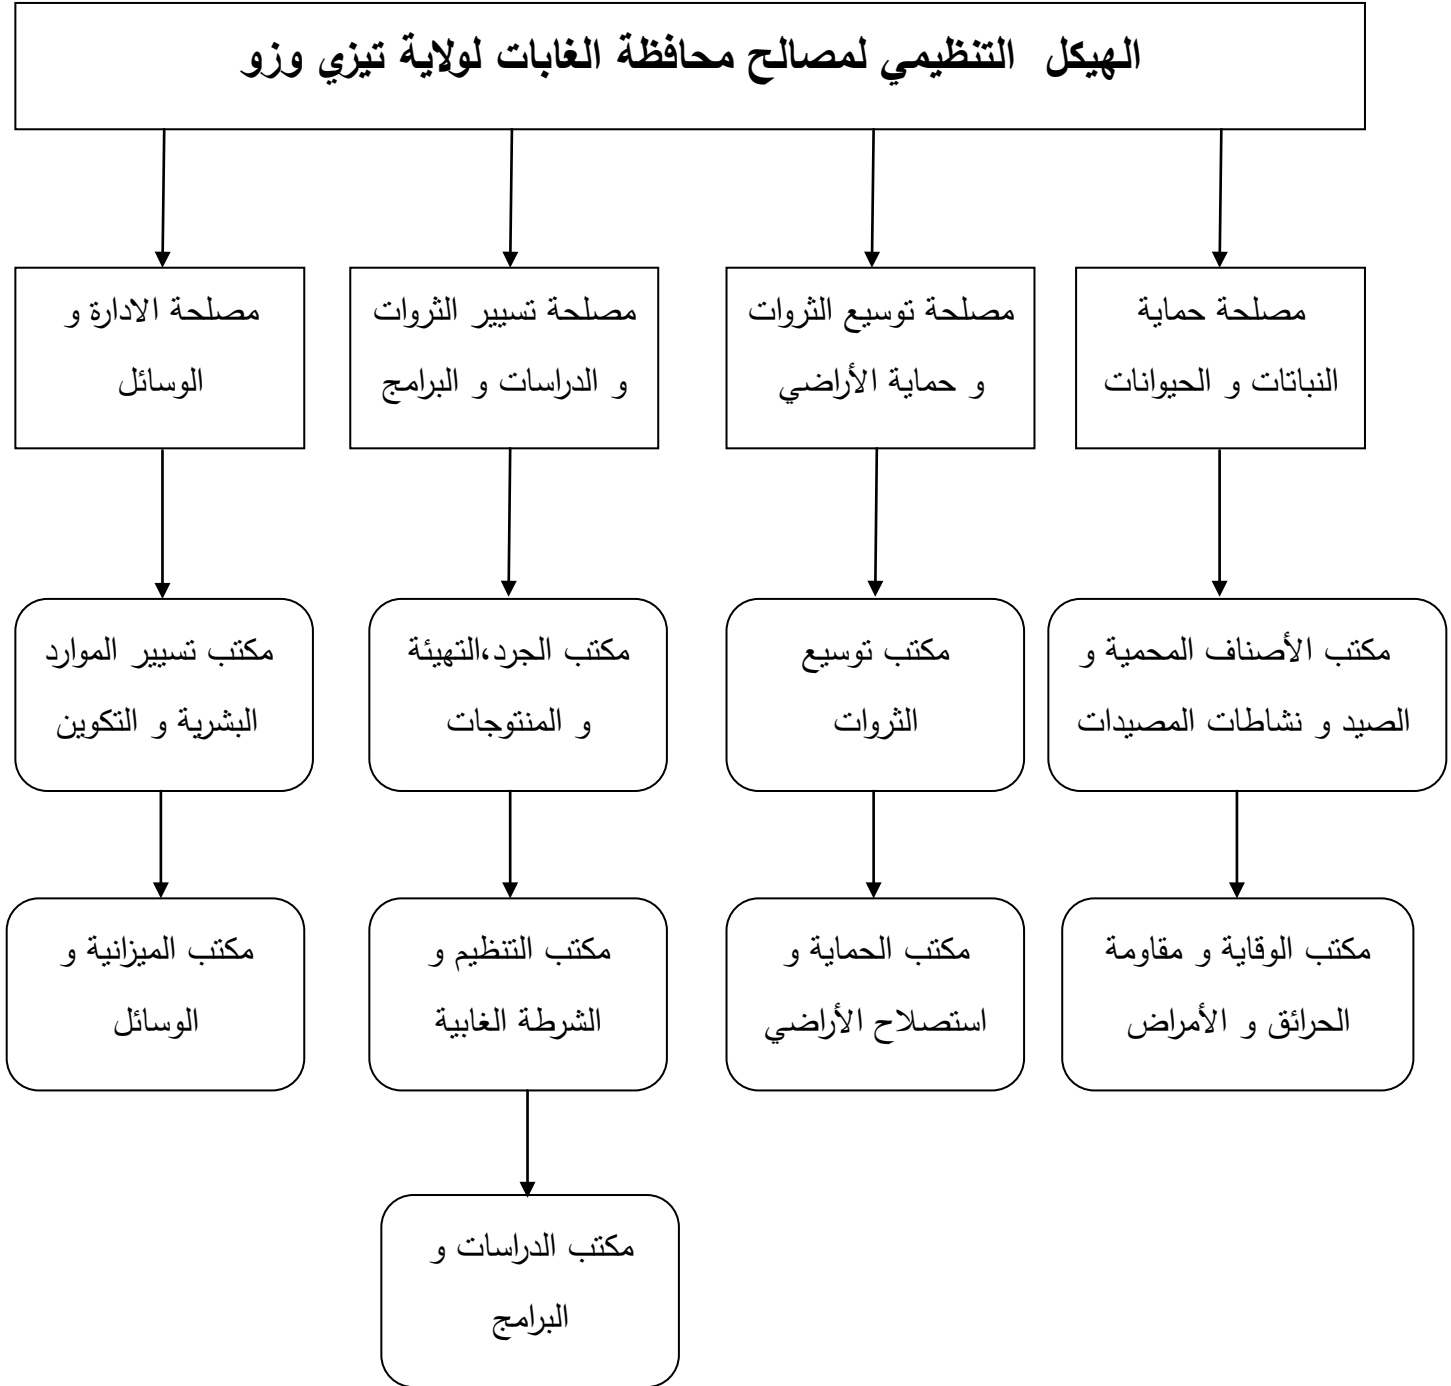 الهيكل التنظيمي لمصالح محافظة الغابات لولاية تيزي وزو
مصلحة حماية
النباتات و الحيوانات
مصلحة توسيع الثروات
و حماية الأراضي
مصلحة تسيير الثروات
و الدراسات و البرامج
مصلحة الادارة و
الوسائل
مكتب الأصناف المحمية و
الصيد و نشاطات المصيدات
مكتب توسيع
الثروات
مكتب الجرد،التهيئة
و المنتوجات
مكتب تسيير الموارد
البشرية و التكوين
مكتب الوقاية و مقاومة
الحرائق و الأمراض
مكتب الحماية و
استصلاح الأراضي
مكتب التنظيم و
الشرطة الغابية
مكتب الميزانية و
الوسائل
مكتب الدراسات و
البرامج